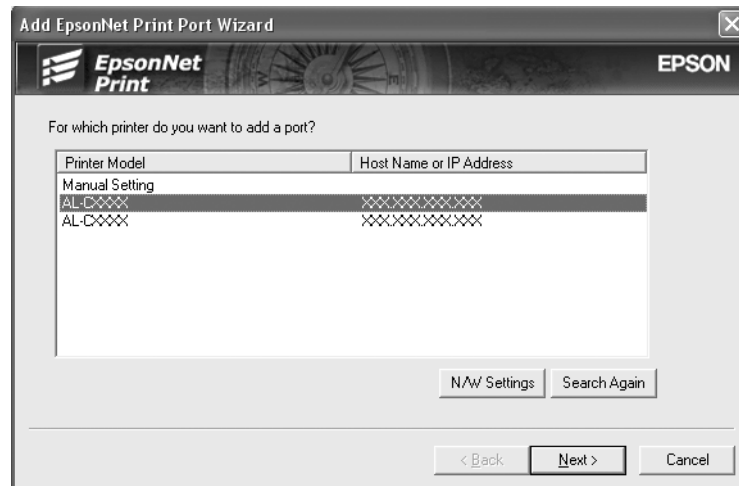 Add EpsonNet Print Port Wizard
EpsonNet
Print
EPSON
For which printer do you want to add a port?
Printer Model Host Name or IP Address
Manual Setting
AL-CXXXX XXX.XXX.XXX.XXX
AL-CXXXX XXX.XXX.XXX.XXX
N/W Settings Search Again
< Back Next > Cancel